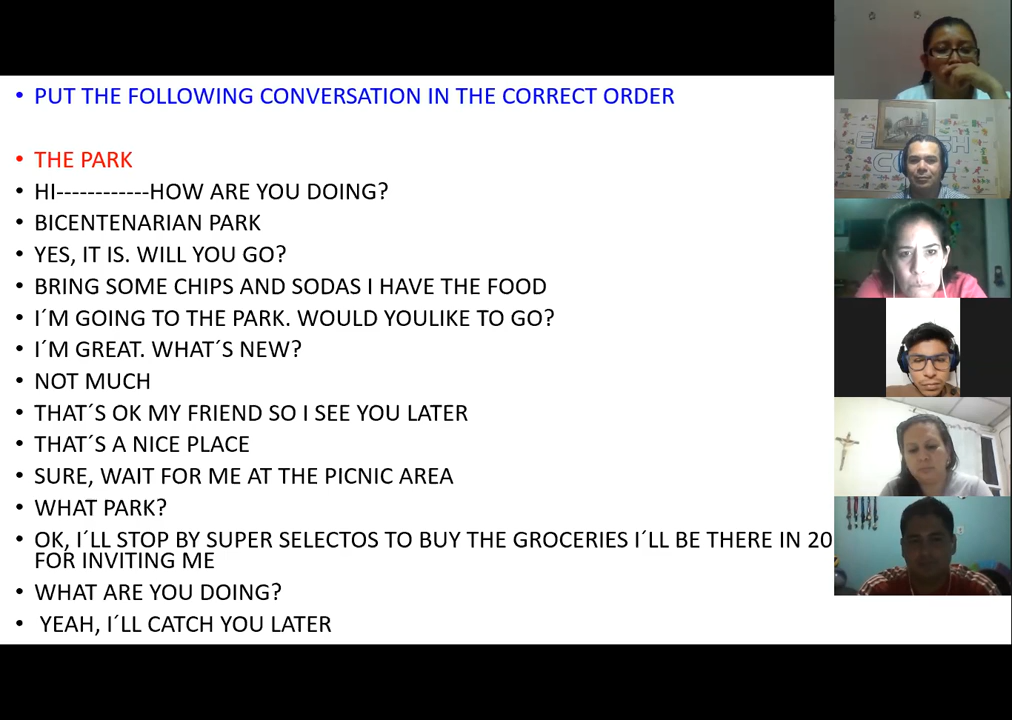 PUT THE FOLLOWING CONVERSATION IN THE CORRECT ORDER
THE PARK
HI------------HOW ARE YOU DOING?
BICENTENARIAN PARK
YES, IT IS. WILL YOU GO?
BRING SOME CHIPS AND SODAS I HAVE THE FOOD
I´M GOING TO THE PARK. WOULD YOULIKE TO GO?
I´M GREAT. WHAT´S NEW?
NOT MUCH
THAT´S OK MY FRIEND SO I SEE YOU LATER
THAT´S A NICE PLACE
SURE, WAIT FOR ME AT THE PICNIC AREA
WHAT PARK?
OK, I´LL STOP BY SUPER SELECTOS TO BUY THE GROCERIES I´LL BE THERE IN 20
FOR INVITING ME
WHAT ARE YOU DOING?
YEAH, I´LL CATCH YOU LATER